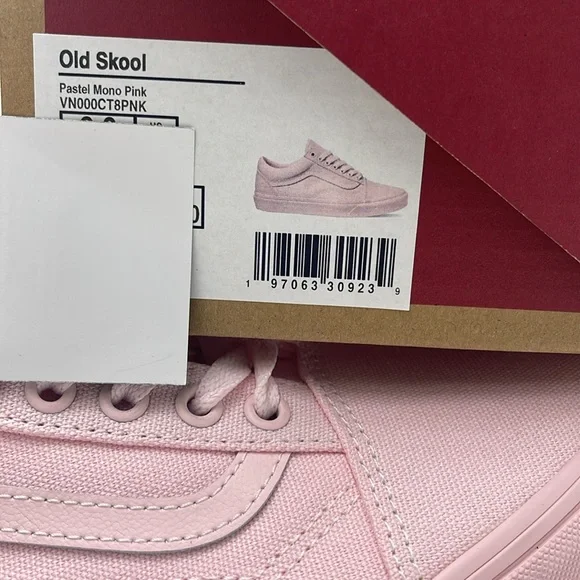 Old Skool
Pastel Mono Pink
VN000CT8PNK
1 97063 30923 9